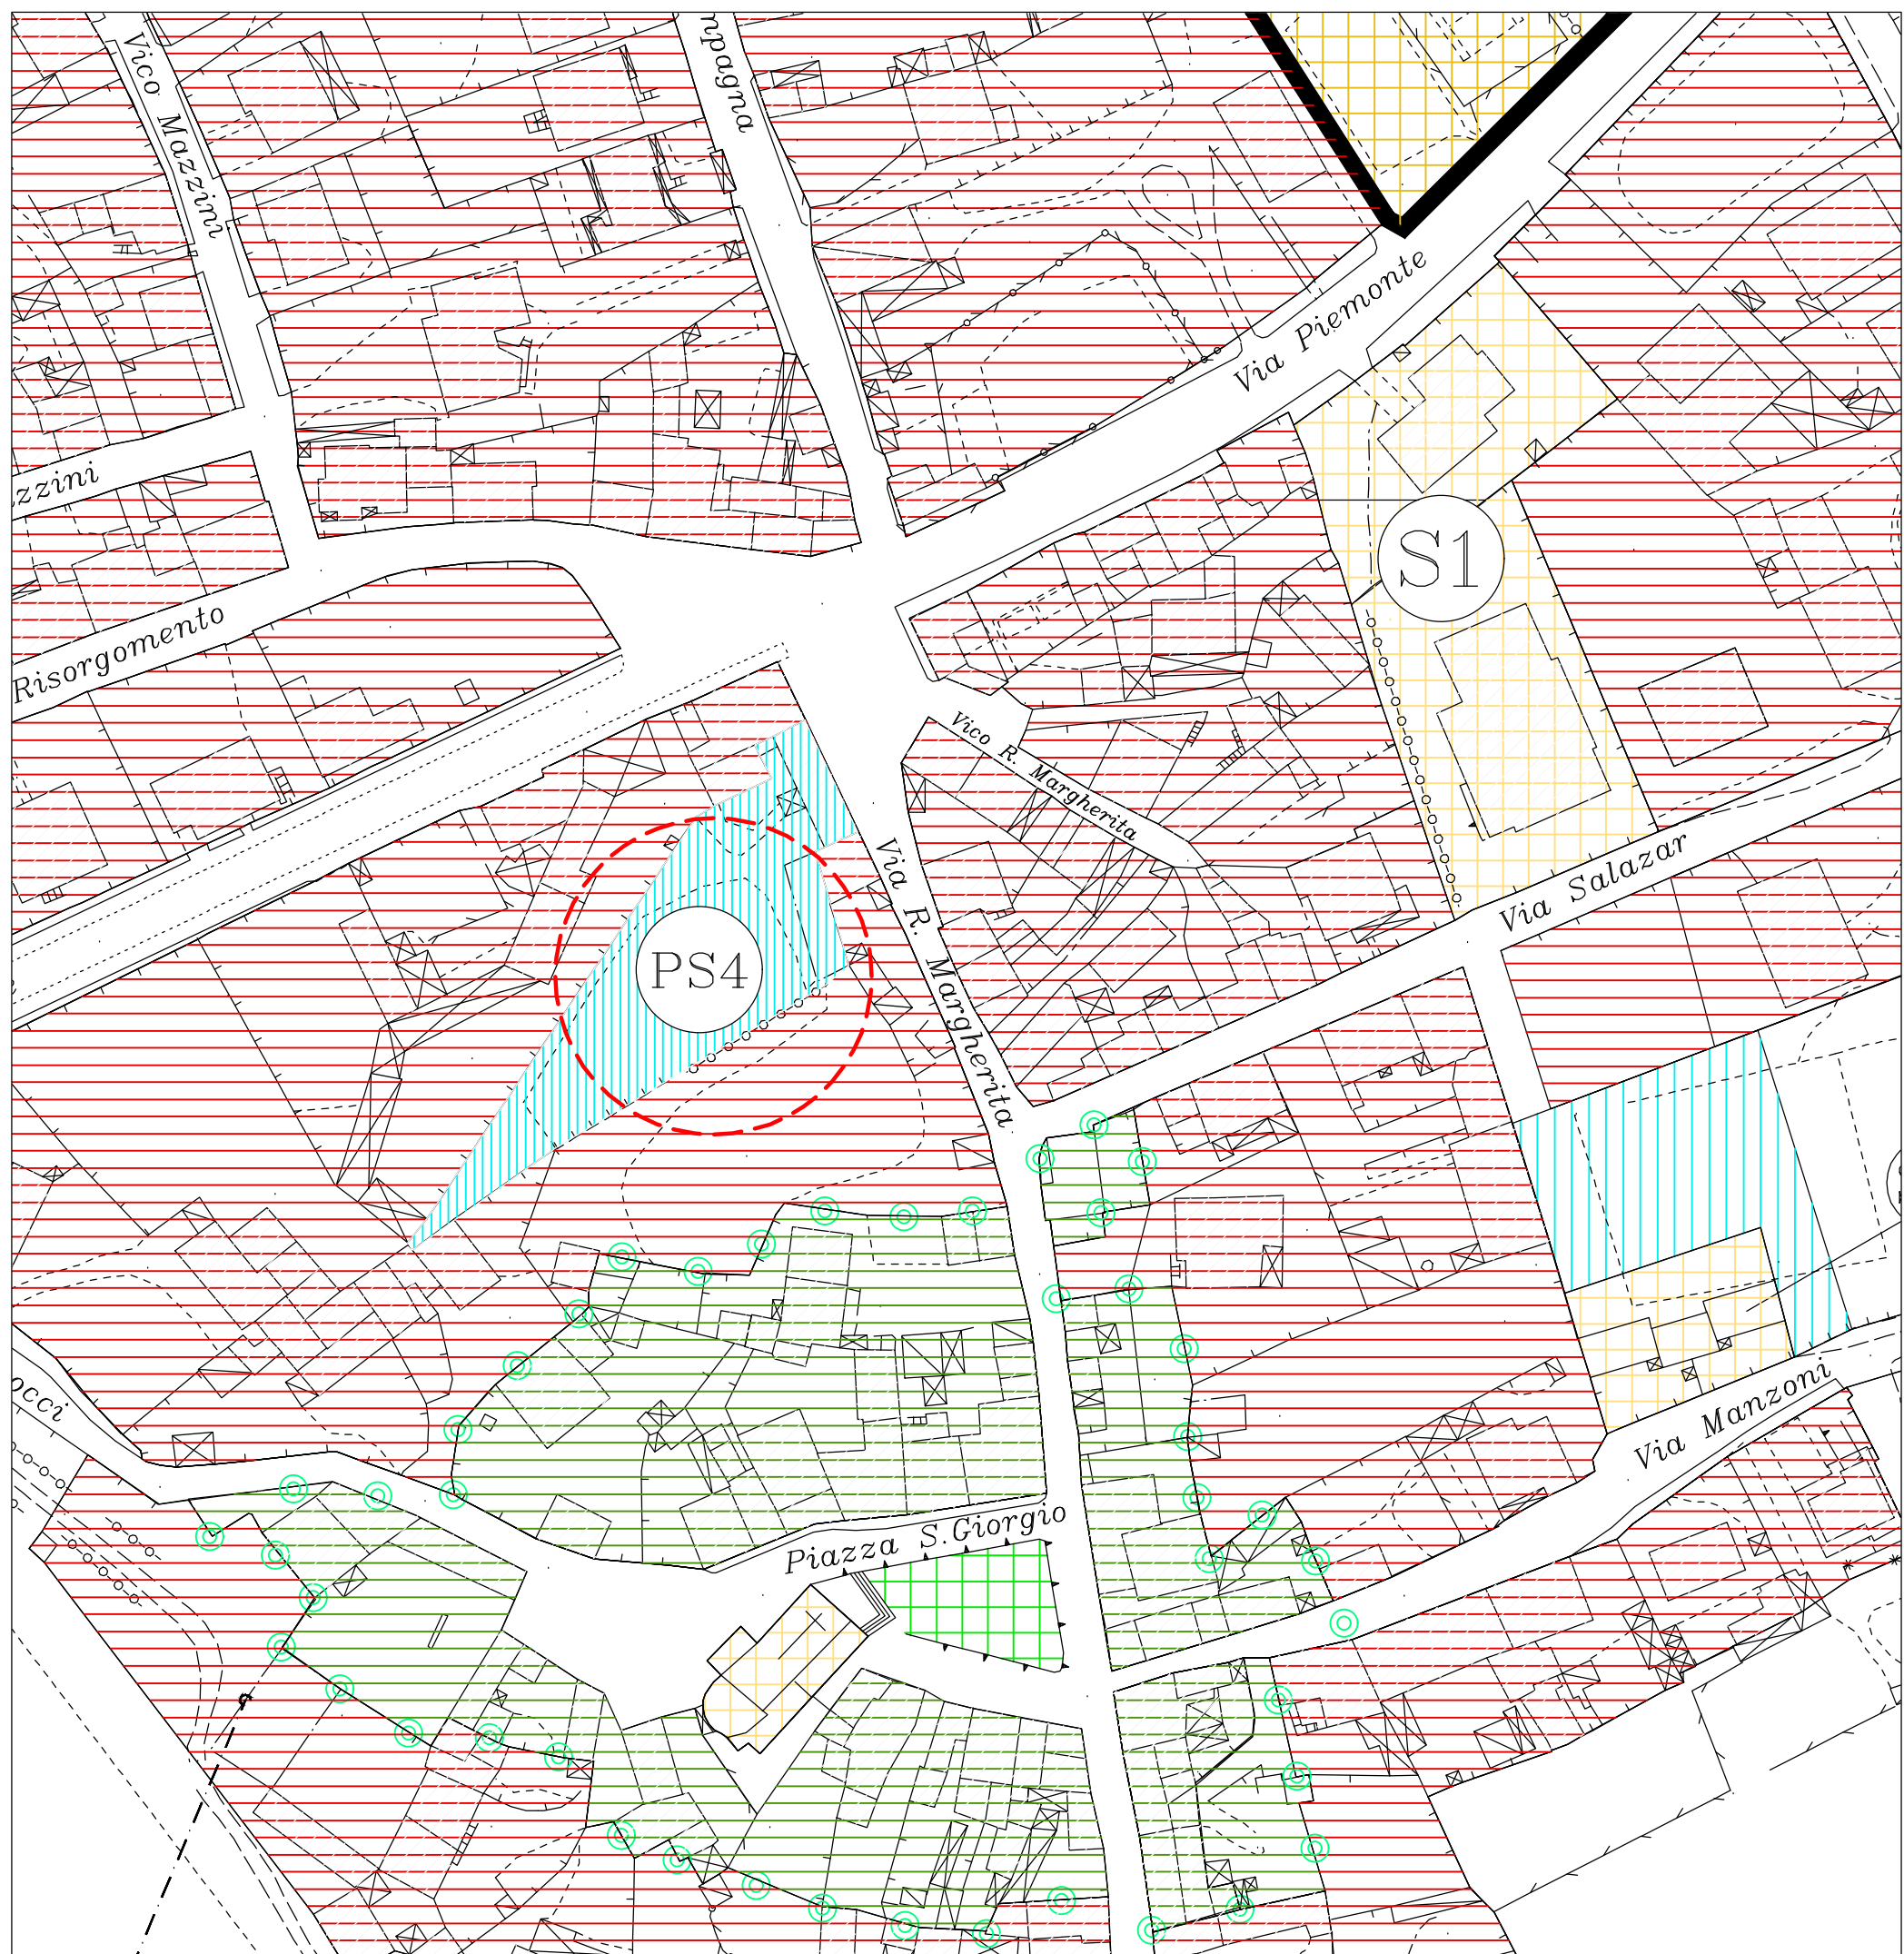 Vico Mazzini
mpagna
Via Piemonte
zzini
S1
Risorgomento
Vico R. Margherita
Via R. Margherita
Via Salazar
PS4
occi
Via Manzoni
Piazza S.Giorgio